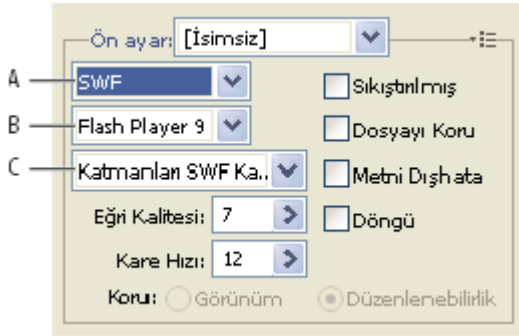 Ön ayar: [İsimsiz]
A SWF Sıkıştırılmış
B Flash Player 9 Dosyayı Koru
C Katmanları SWF Ka.. Metni Dışhata
Eğri Kalitesi: 7 Döngü
Kare Hızı: 12
Koru: Görünüm Düzenlenebilirlik